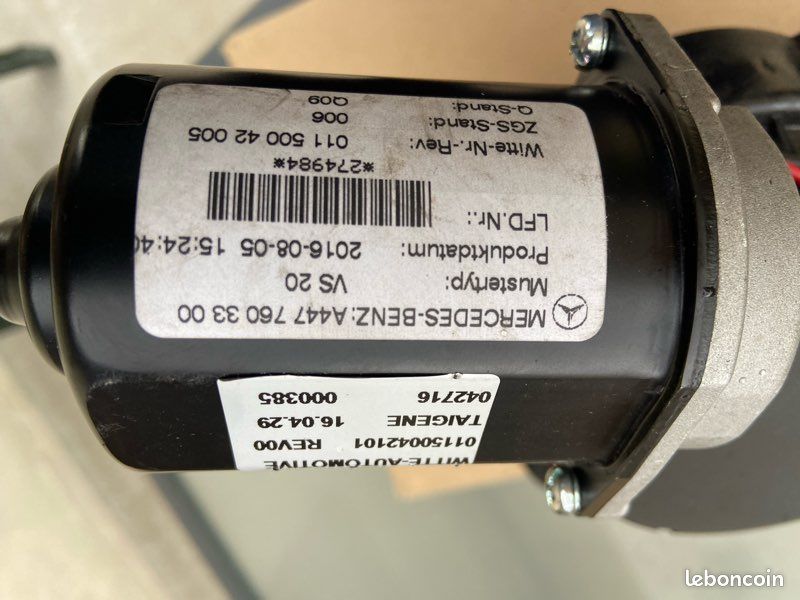 MERCEDES-BENZ: A447 760 33 00
Mustertyp: VS 20
Produktdatum: 2016-08-05 15:24:40
LFD.Nr.:
*274984*
Witte-Nr.-Rev: 011 500 42 005
ZGS-Stand: 006
Q-Stand: Q09
WITTE-AUTOMOTIVE
01150042101 REV00
TAIGENE 16.04.29
042716 000385
leboncoin